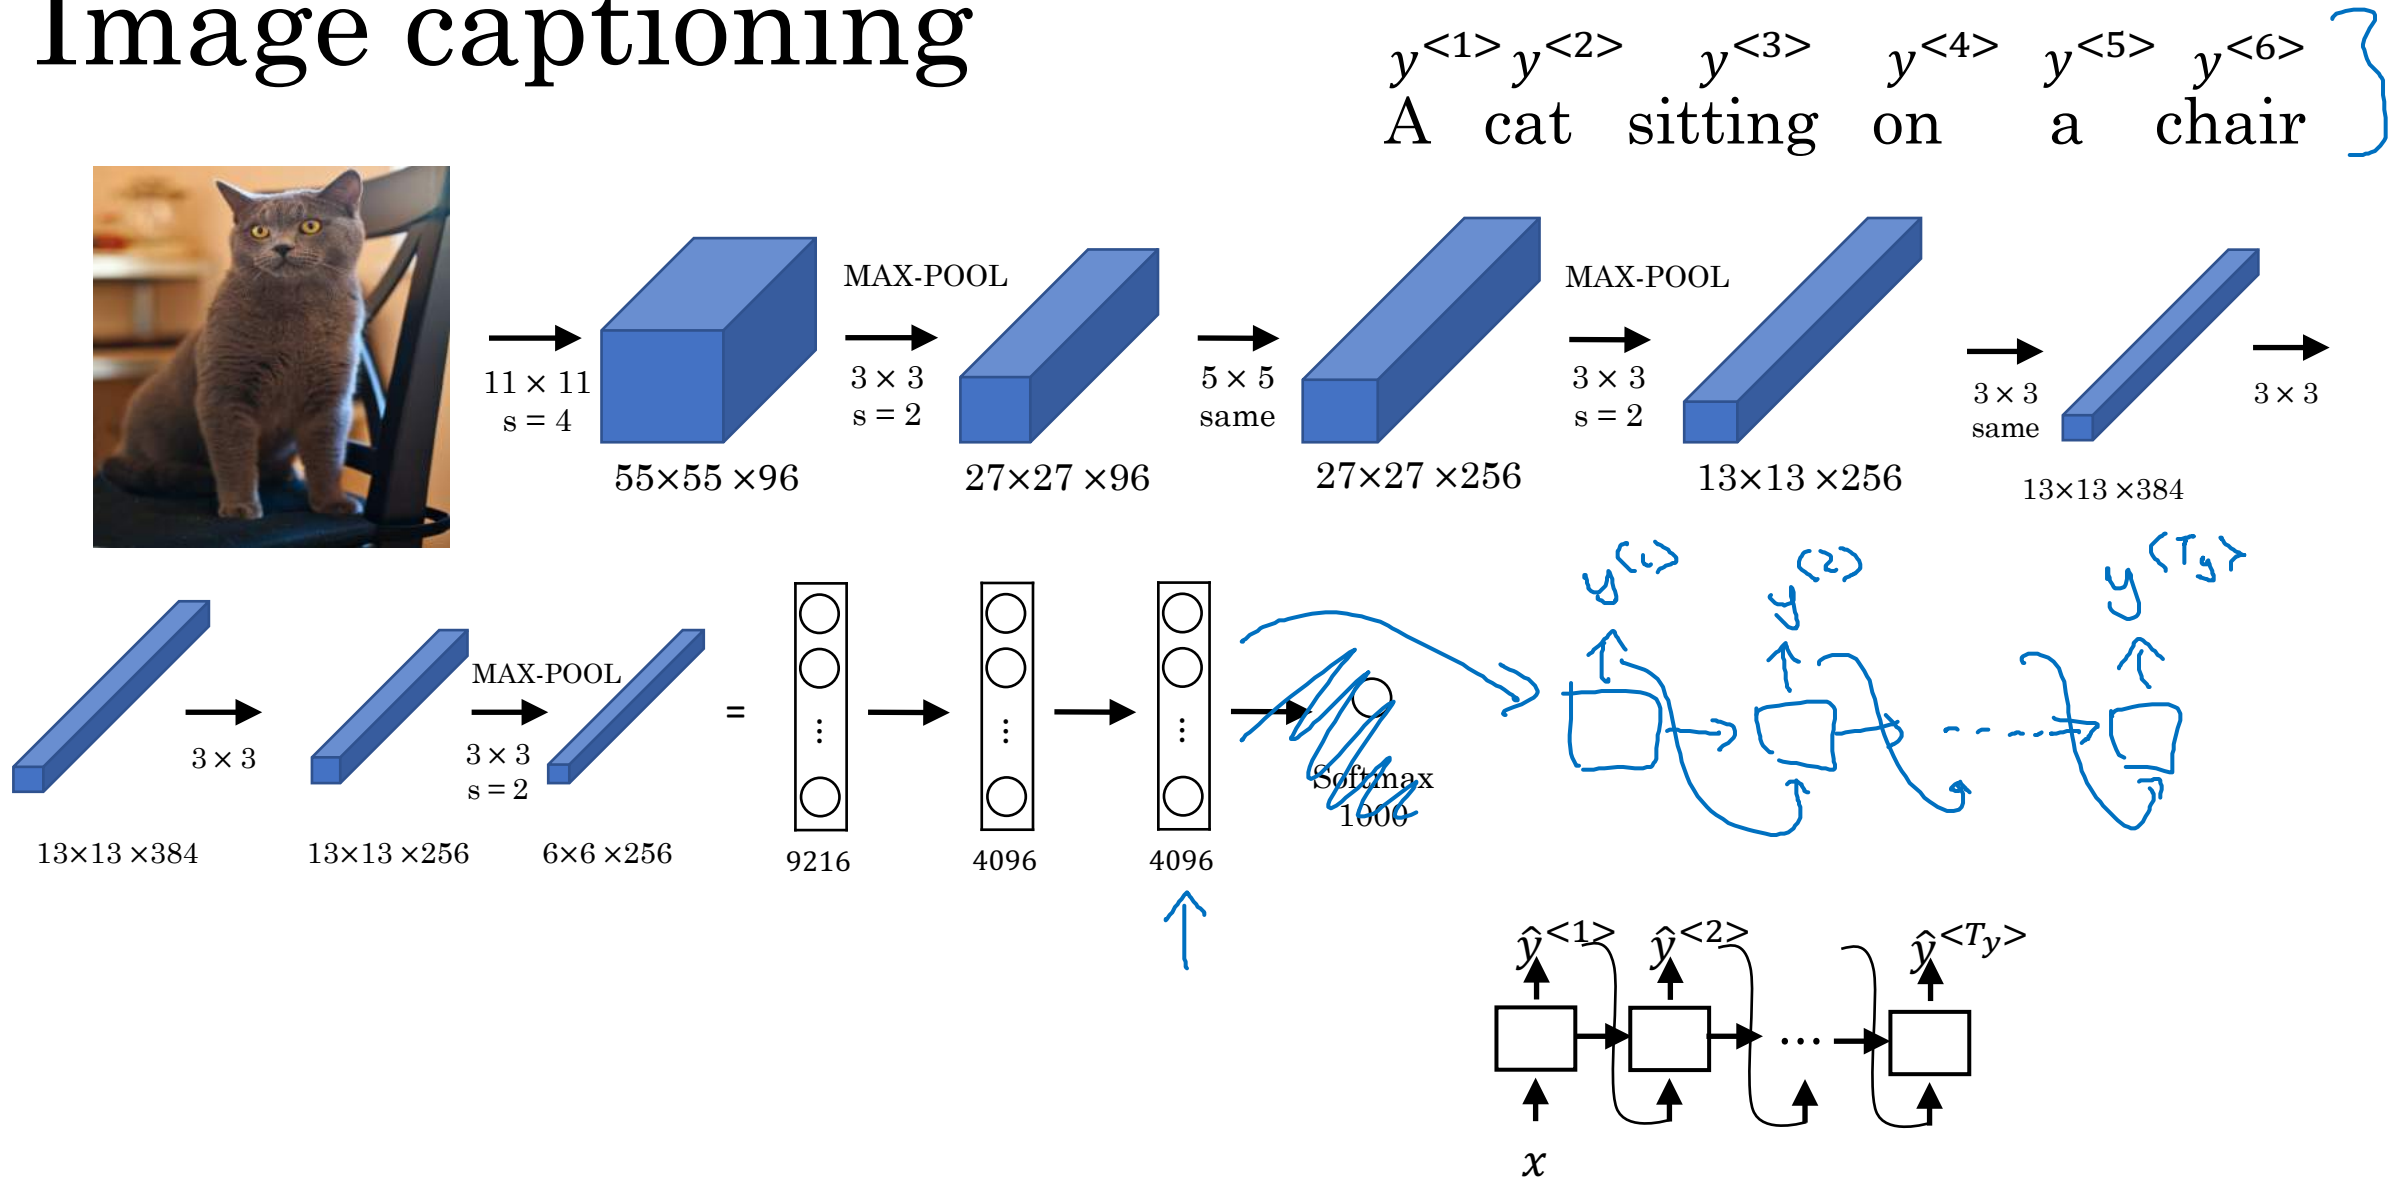 Image captioning
y<1> y<2> y<3> y<4> y<5> y<6>
A cat sitting on a chair
MAX-POOL MAX-POOL
11 × 11
s = 4
55×55 ×96
3 × 3
s = 2
27×27 ×96
5 × 5
same
27×27 ×256
3 × 3
s = 2
13×13 ×256
3 × 3
same
13×13 ×384
3 × 3
y<1> y<2> y<Ty>
13×13 ×384
3 × 3
13×13 ×256
MAX-POOL
3 × 3
s = 2
6×6 ×256
=
⋮ ⋮ ⋮
9216 4096 4096
Softmax
1000
ŷ<1> ŷ<2> ŷ<Ty>
⋯
x